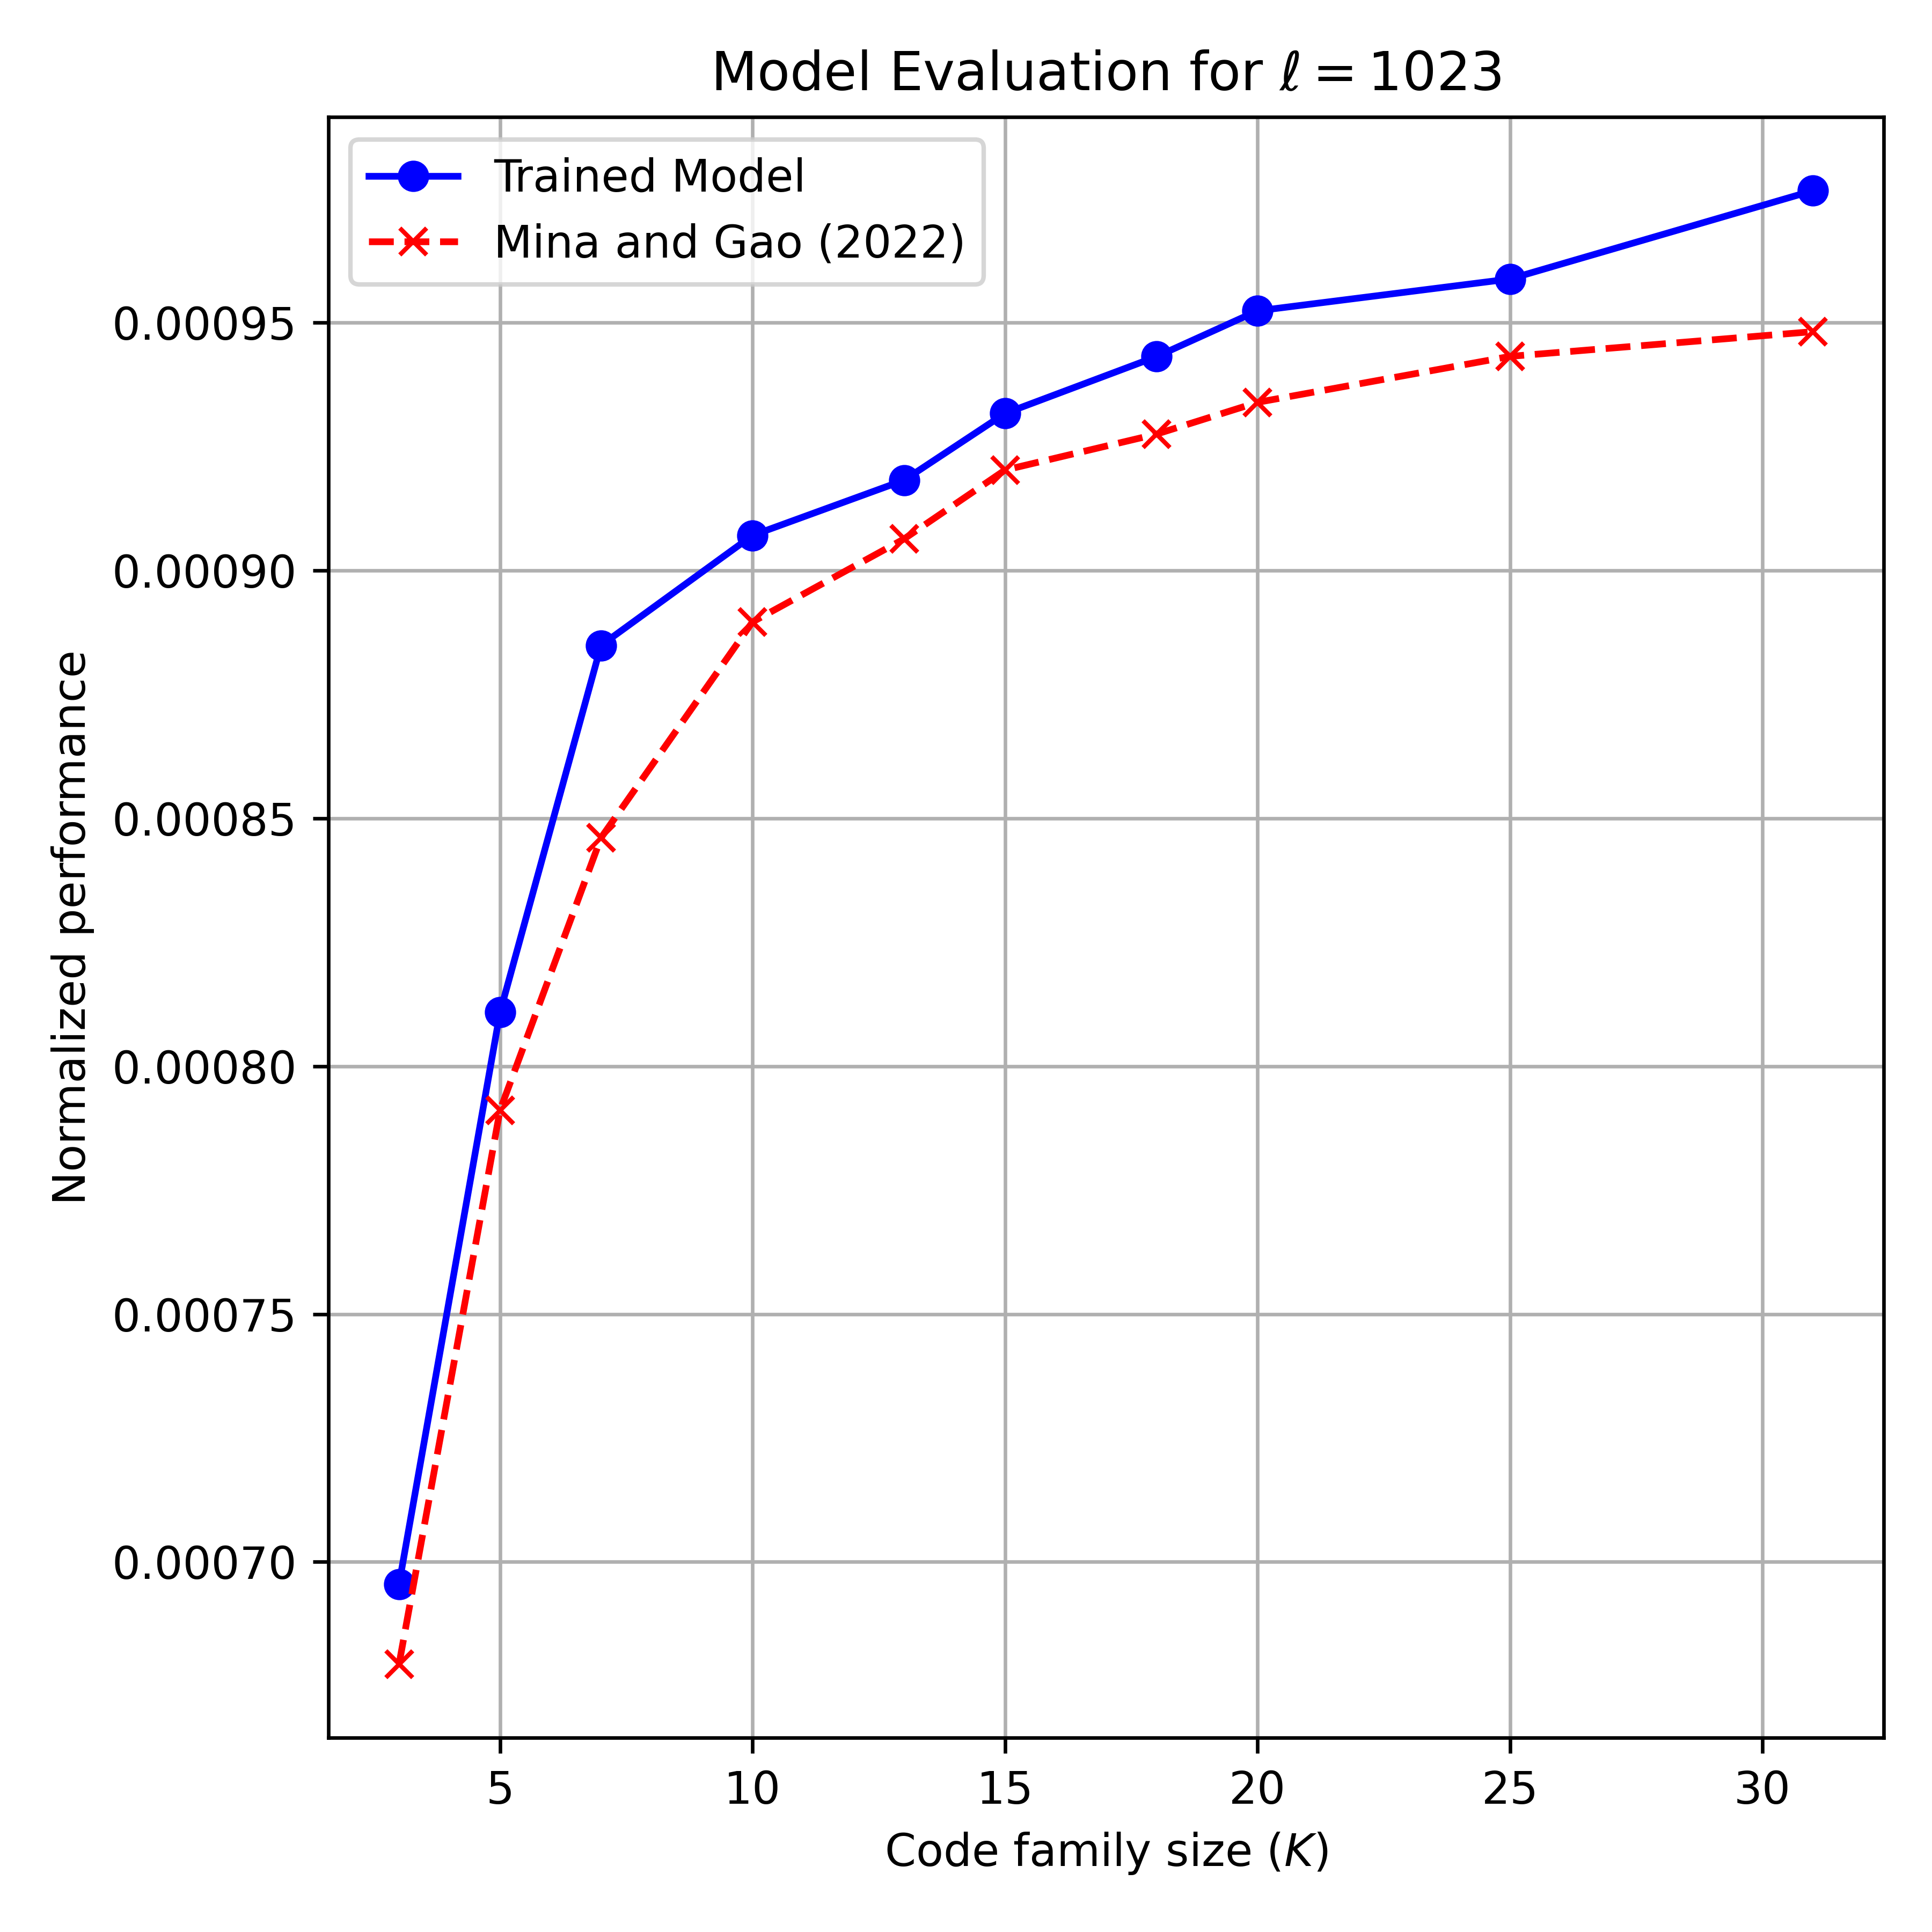 Model Evaluation for ℓ = 1023
Trained Model
Mina and Gao (2022)
Normalized performance
0.00095
0.00090
0.00085
0.00080
0.00075
0.00070
5 10 15 20 25 30
Code family size (K)